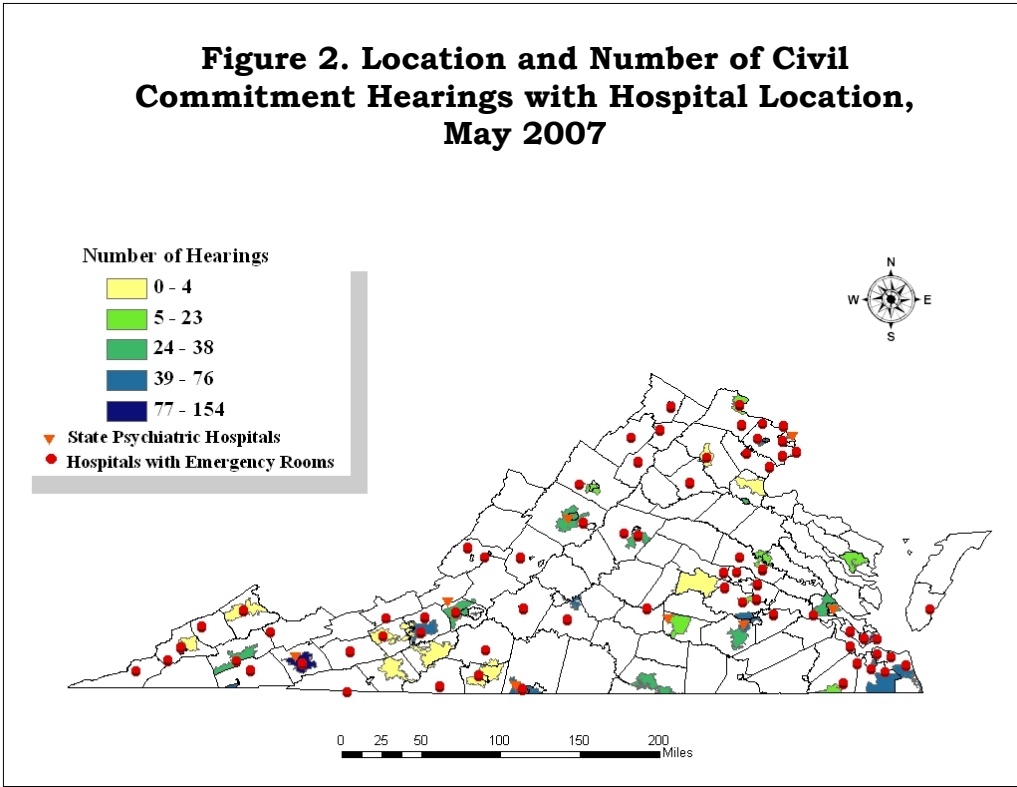 Figure 2. Location and Number of Civil
Commitment Hearings with Hospital Location,
May 2007
Number of Hearings
0 - 4
5 - 23
24 - 38
39 - 76
77 - 154
State Psychiatric Hospitals
Hospitals with Emergency Rooms
N
W E
S
0 25 50 100 150 200
Miles